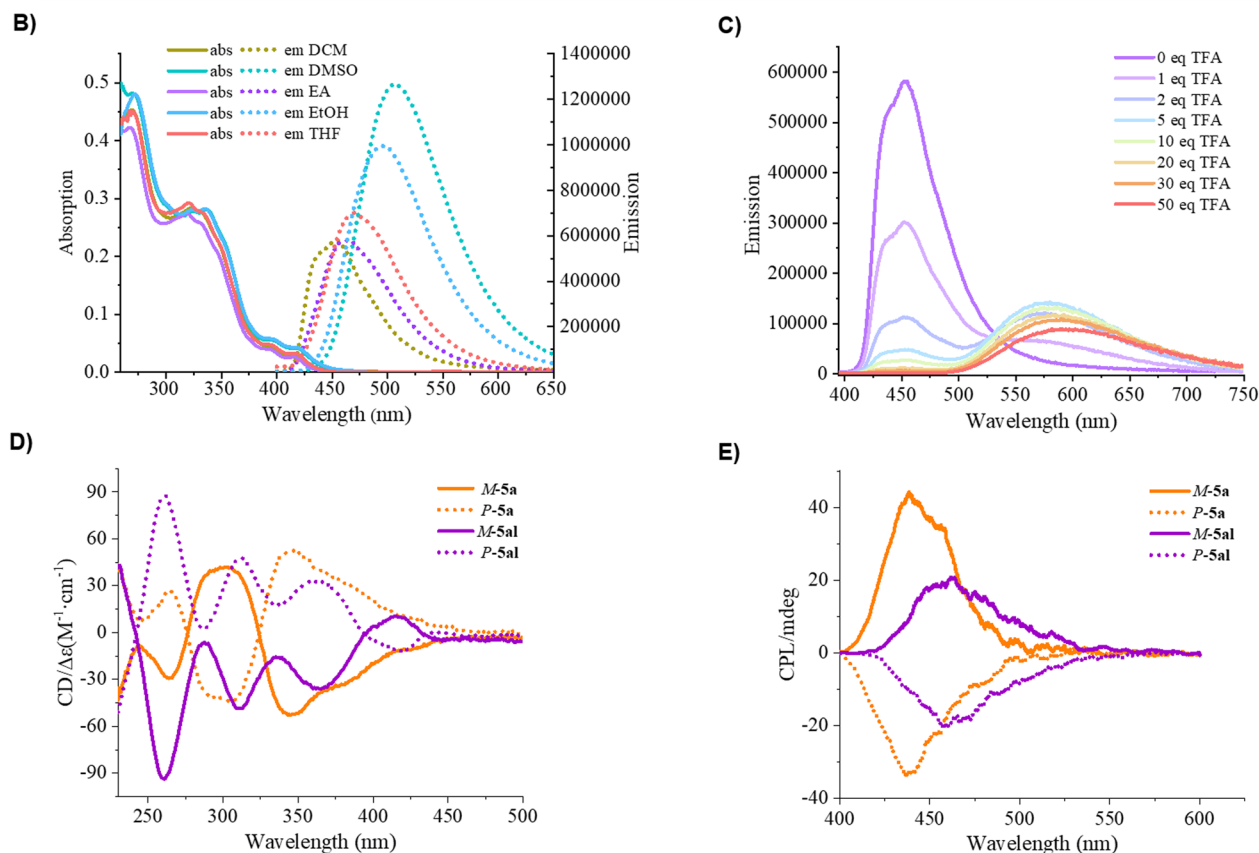 B)
abs em DCM
abs em DMSO
abs em EA
abs em EtOH
abs em THF
0.5
0.4
0.3
0.2
0.1
0.0
Absorption
300 350 400 450 500 550 600 650
Wavelength (nm)
1400000
1200000
1000000
800000
600000
400000
200000
Emission
C)
0 eq TFA
1 eq TFA
2 eq TFA
5 eq TFA
10 eq TFA
20 eq TFA
30 eq TFA
50 eq TFA
600000
500000
400000
300000
200000
100000
0
Emission
400 450 500 550 600 650 700 750
Wavelength (nm)
D)
M-5a
P-5a
M-5al
P-5al
90
60
30
0
-30
-60
-90
CD/Δε(M⁻¹·cm⁻¹)
250 300 350 400 450 500
Wavelength (nm)
E)
M-5a
P-5a
M-5al
P-5al
40
20
0
-20
-40
CPL/mdeg
400 450 500 550 600
Wavelength (nm)